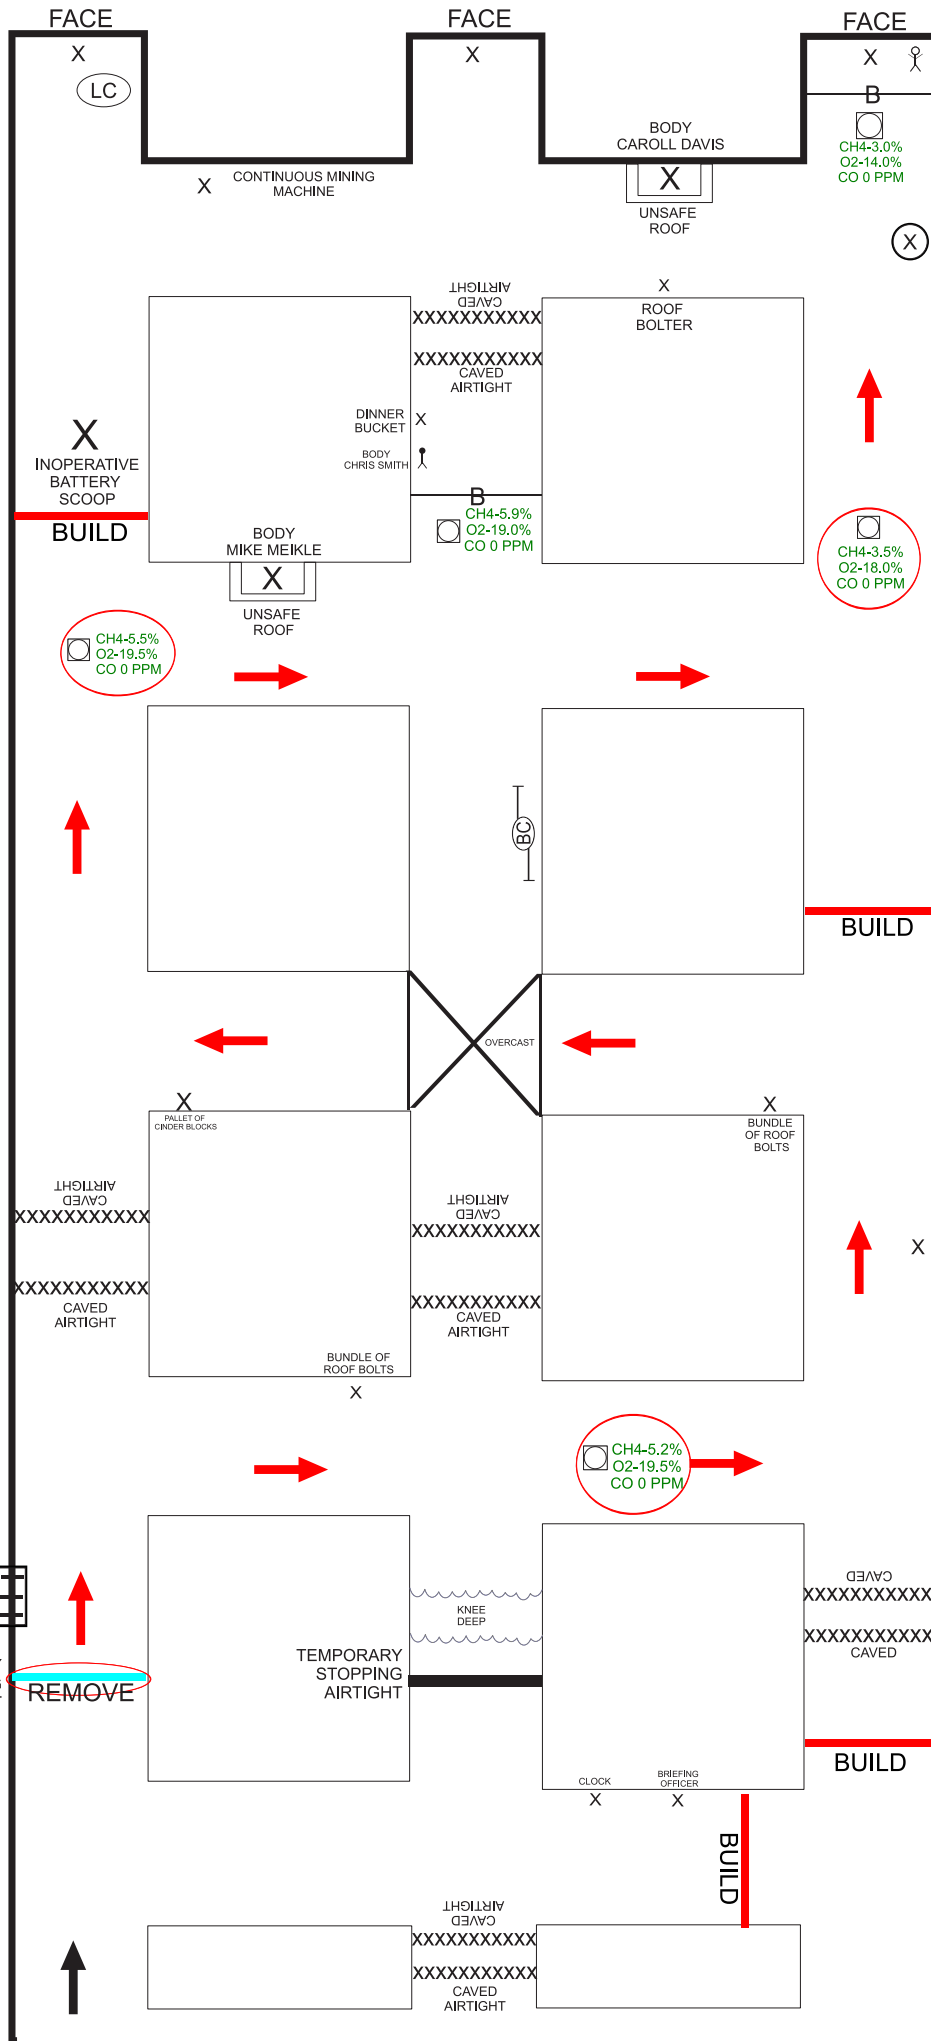 FACE
FACE
FACE
X
X
X
LC
B
BODY
CAROLL DAVIS
CH4-3.0%
O2-14.0%
CO 0 PPM
X
CONTINUOUS MINING
MACHINE
X
UNSAFE
ROOF
X
CAVED
AIRTIGHT
XXXXXXXXXXX
X
ROOF
BOLTER
XXXXXXXXXXX
CAVED
AIRTIGHT
DINNER
BUCKET
X
BODY
CHRIS SMITH
X
INOPERATIVE
BATTERY
SCOOP
BUILD
B
CH4-5.9%
O2-19.0%
CO 0 PPM
CH4-3.5%
O2-18.0%
CO 0 PPM
BODY
MIKE MEIKLE
X
UNSAFE
ROOF
CH4-5.5%
O2-19.5%
CO 0 PPM
BC
BUILD
OVERCAST
X
PALLET OF
CINDER BLOCKS
X
BUNDLE
OF ROOF
BOLTS
CAVED
AIRTIGHT
XXXXXXXXXXX
CAVED
AIRTIGHT
XXXXXXXXXXX
X
XXXXXXXXXXX
CAVED
AIRTIGHT
XXXXXXXXXXX
CAVED
AIRTIGHT
BUNDLE OF
ROOF BOLTS
X
CH4-5.2%
O2-19.5%
CO 0 PPM
KNEE
DEEP
CAVED
XXXXXXXXXXX
XXXXXXXXXXX
CAVED
TEMPORARY
STOPPING
AIRTIGHT
REMOVE
BUILD
CLOCK
X
BRIEFING
OFFICER
X
BUILD
CAVED
AIRTIGHT
XXXXXXXXXXX
XXXXXXXXXXX
CAVED
AIRTIGHT